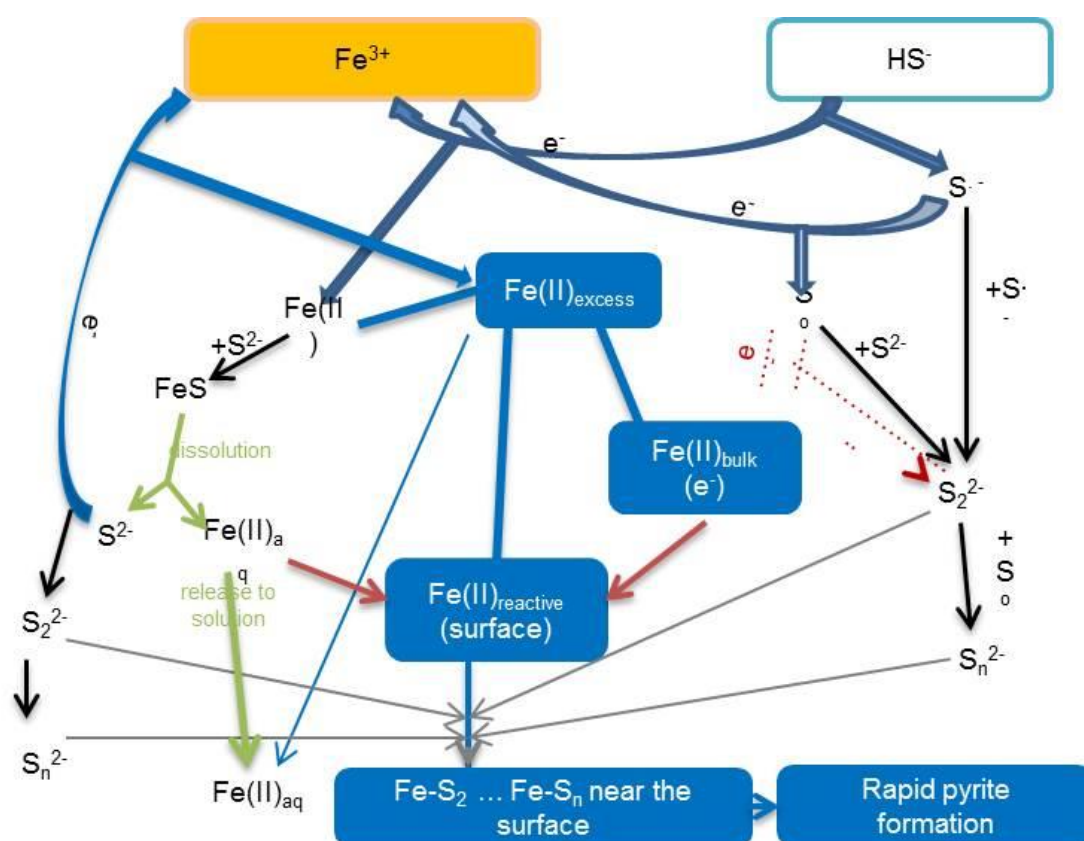 Fe³⁺
HS⁻
e⁻
S·⁻
e⁻
Fe(II)excess
Fe(II
)
S
o
+S·
-
+S²⁻
+S²⁻
e
e⁻
FeS
dissolution
Fe(II)bulk
(e⁻)
S₂²⁻
S²⁻
Fe(II)a
q
+
S
o
release to
solution
Fe(II)reactive
(surface)
S₂²⁻
Sₙ²⁻
Sₙ²⁻
Fe(II)aq
Fe-S₂ ... Fe-Sₙ near the
surface
Rapid pyrite
formation